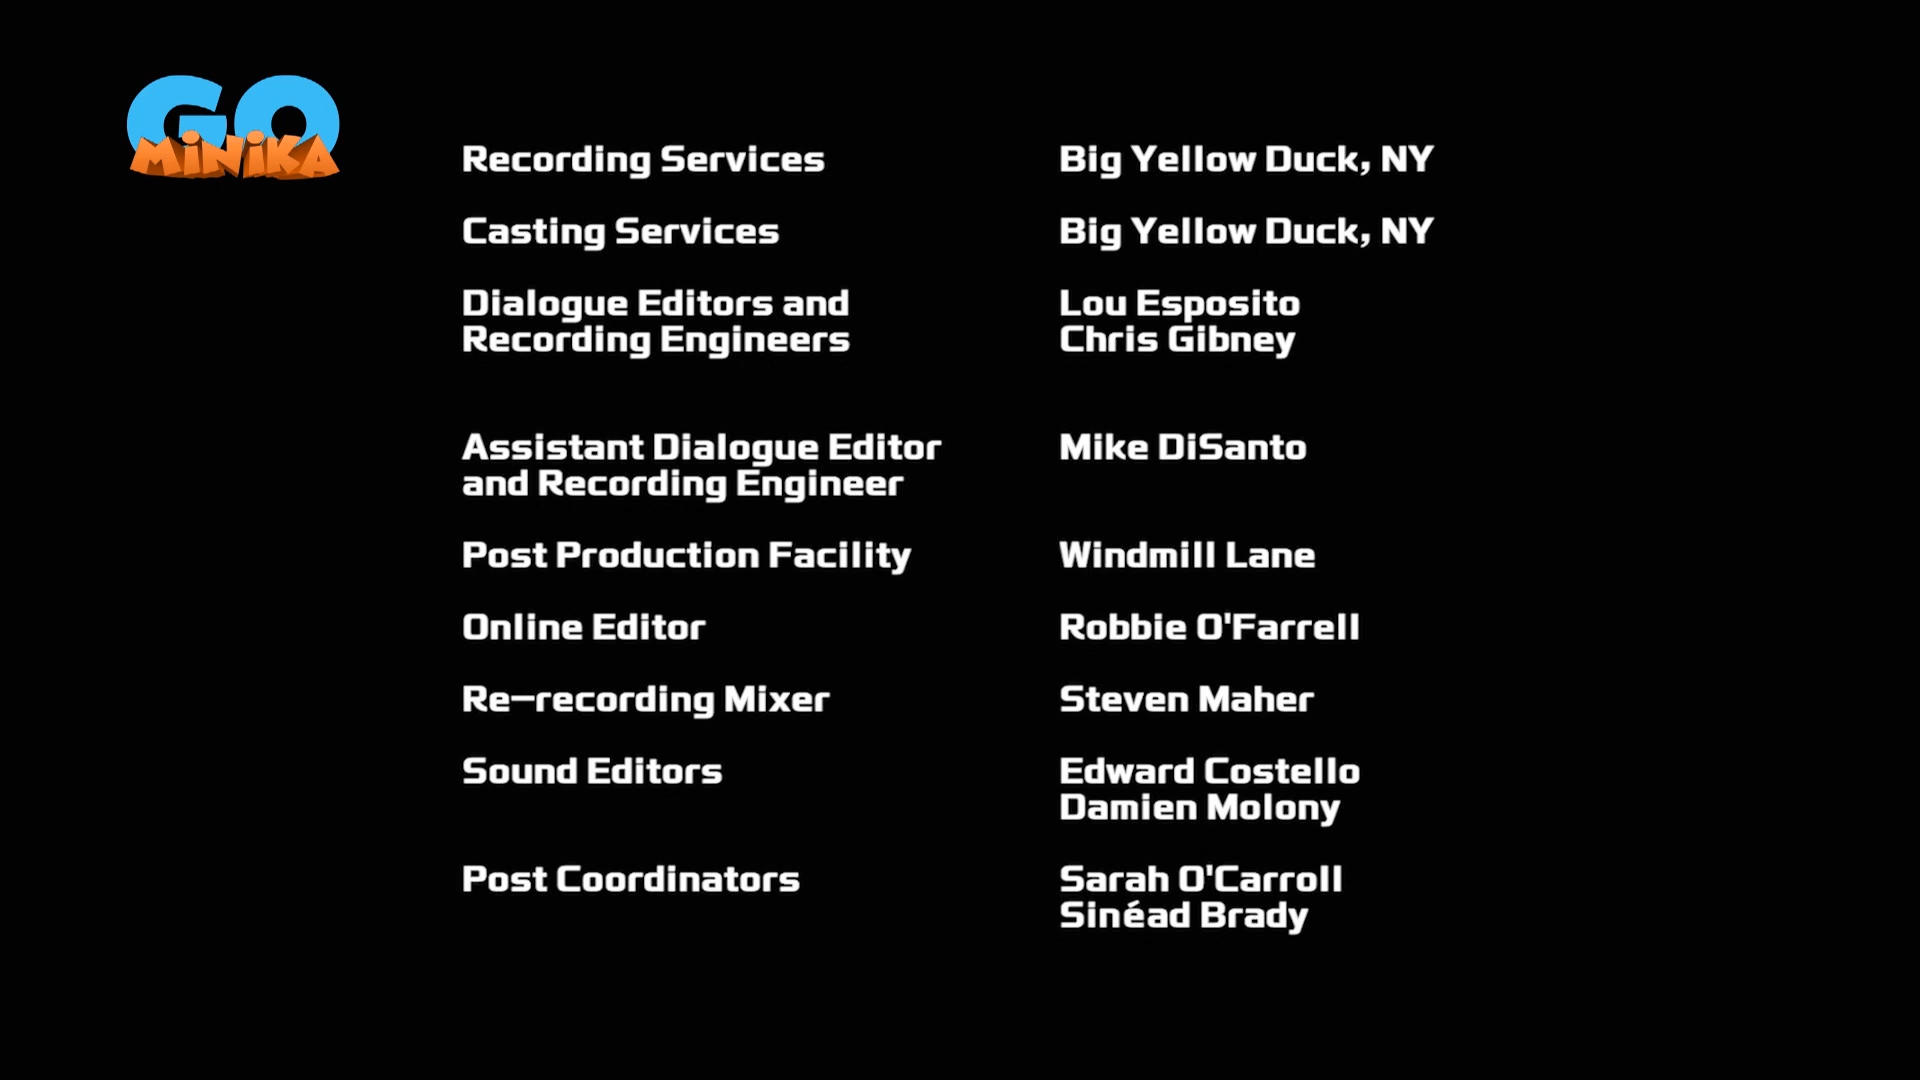 GO
MiNiKA
Recording Services Big Yellow Duck, NY
Casting Services Big Yellow Duck, NY
Dialogue Editors and Lou Esposito
Recording Engineers Chris Gibney
Assistant Dialogue Editor Mike DiSanto
and Recording Engineer
Post Production Facility Windmill Lane
Online Editor Robbie O'Farrell
Re—recording Mixer Steven Maher
Sound Editors Edward Costello
Damien Molony
Post Coordinators Sarah O'Carroll
Sinéad Brady